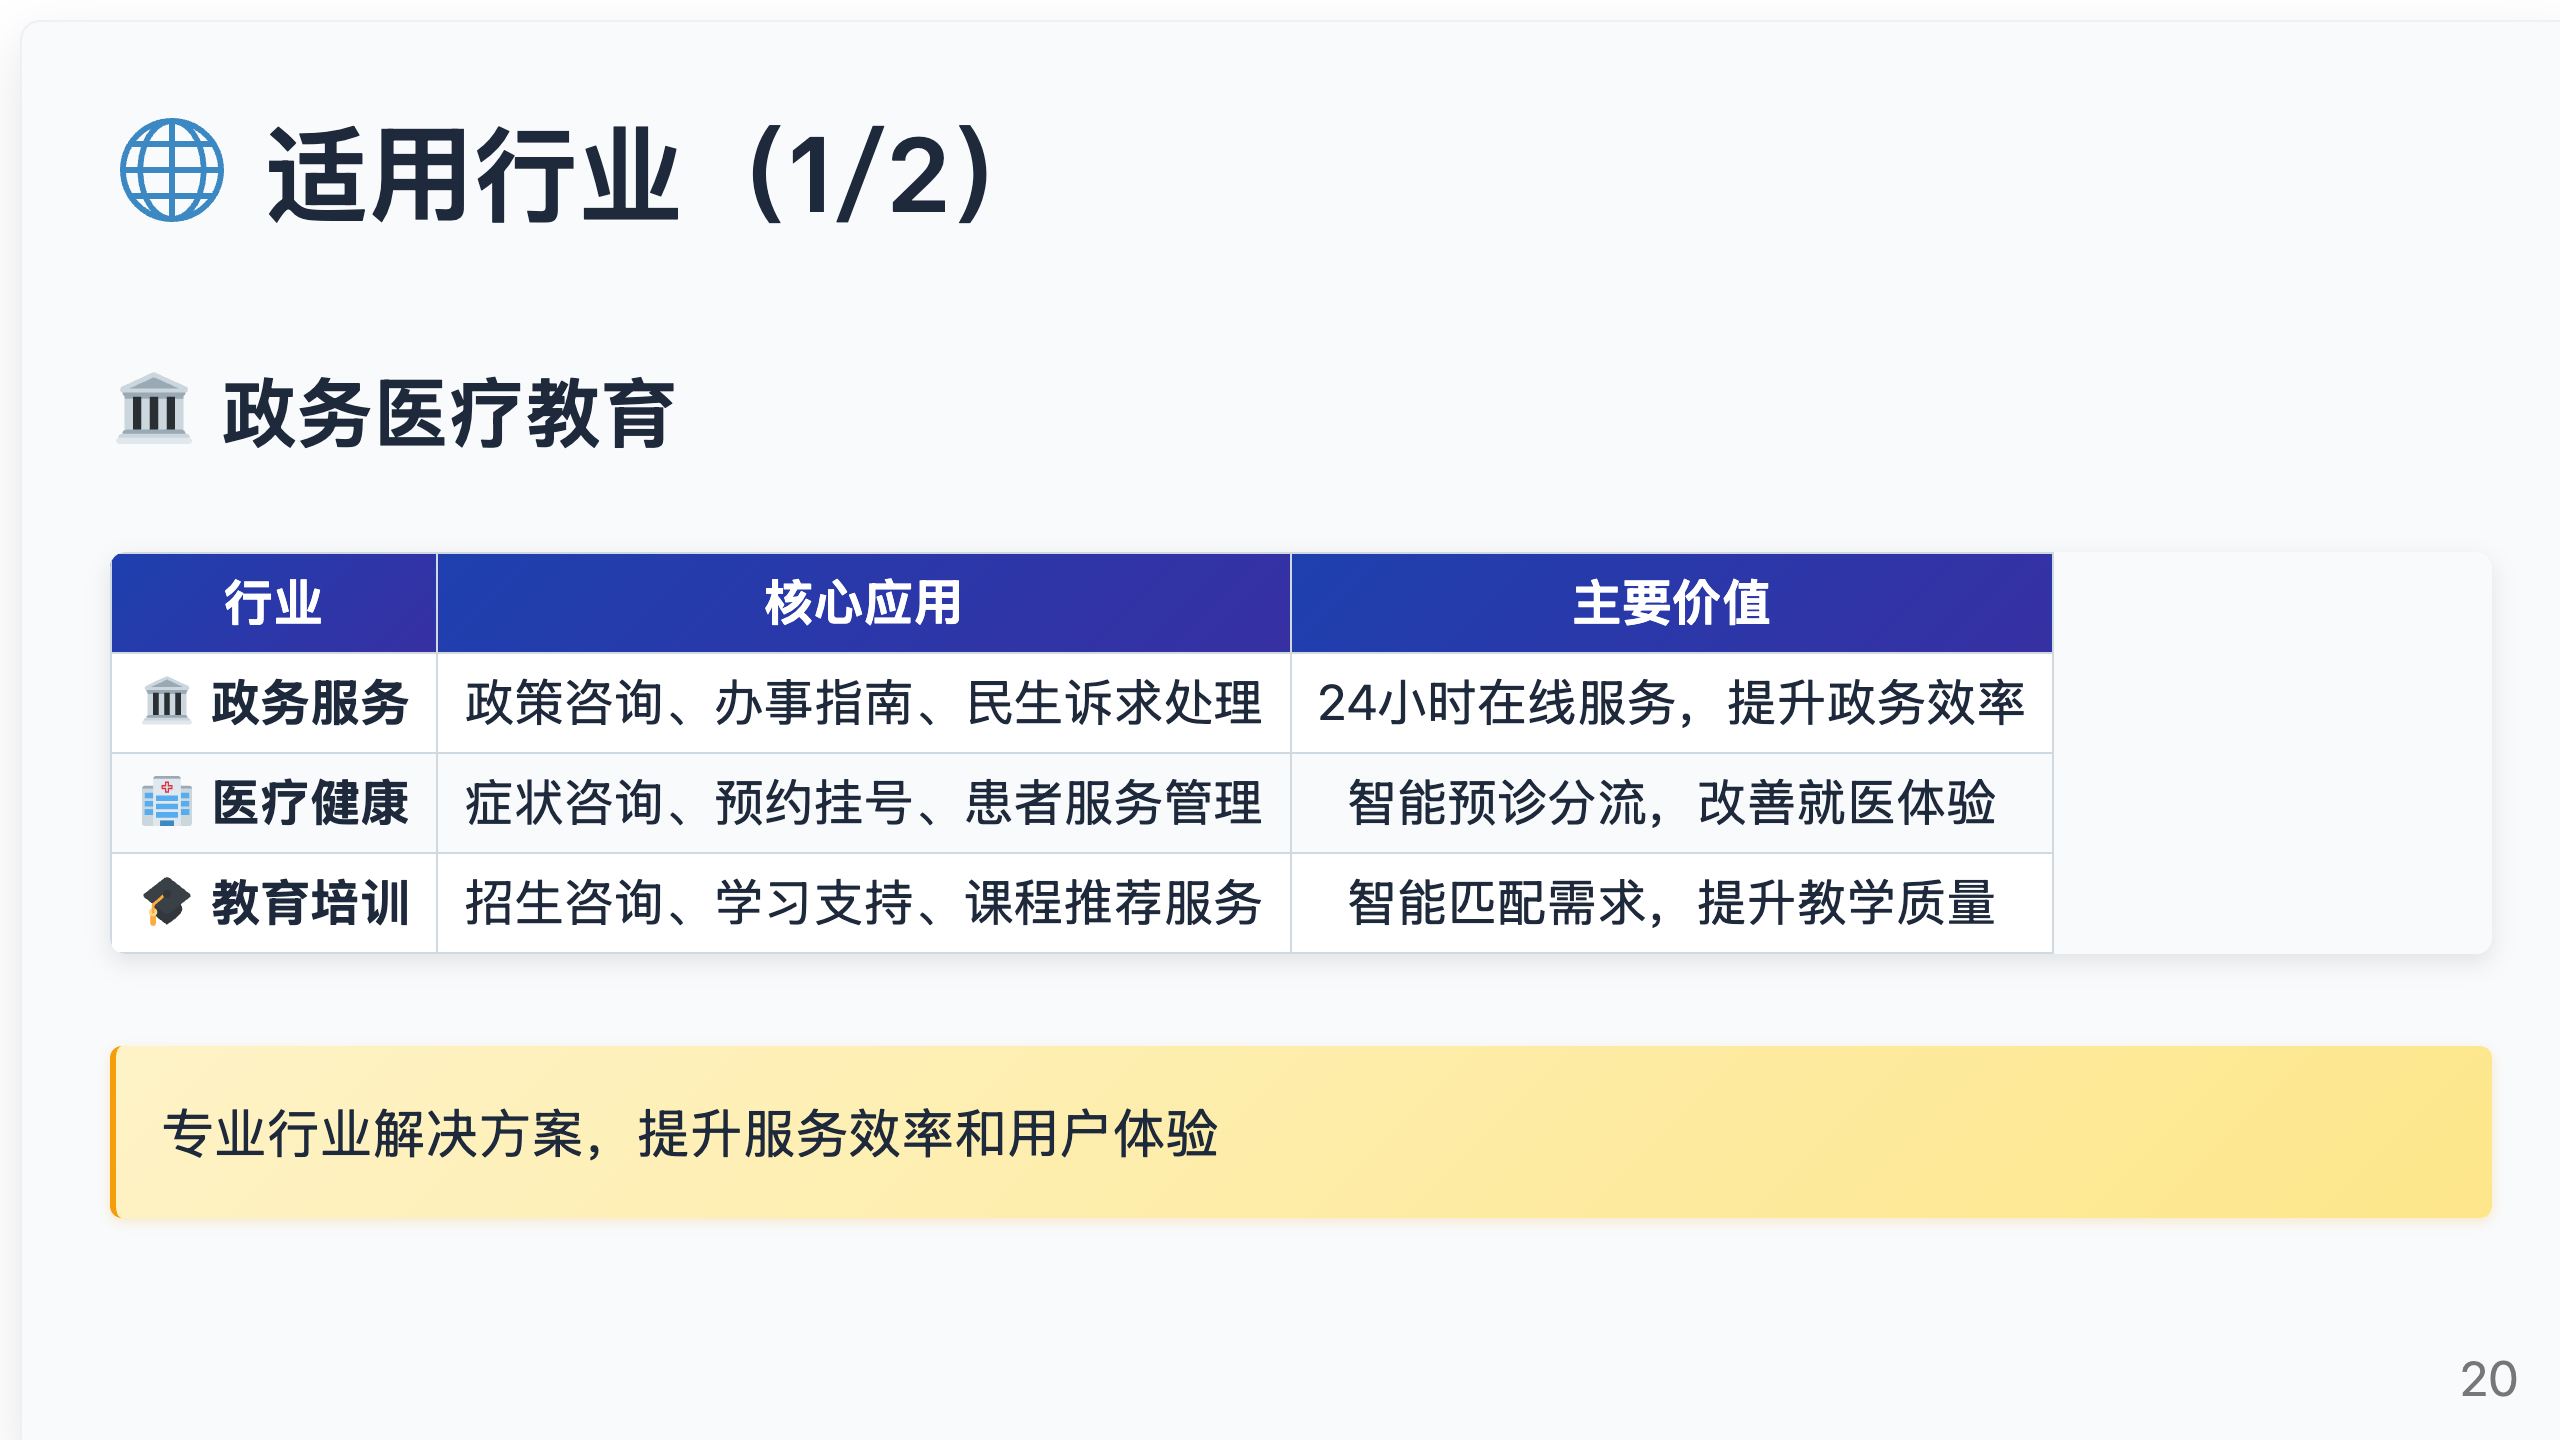 🌐 适用行业（1/2）
🏛️ 政务医疗教育
行业 核心应用 主要价值
🏛️ 政务服务 政策咨询、办事指南、民生诉求处理 24小时在线服务，提升政务效率
🏥 医疗健康 症状咨询、预约挂号、患者服务管理 智能预诊分流，改善就医体验
🎓 教育培训 招生咨询、学习支持、课程推荐服务 智能匹配需求，提升教学质量
专业行业解决方案，提升服务效率和用户体验
20